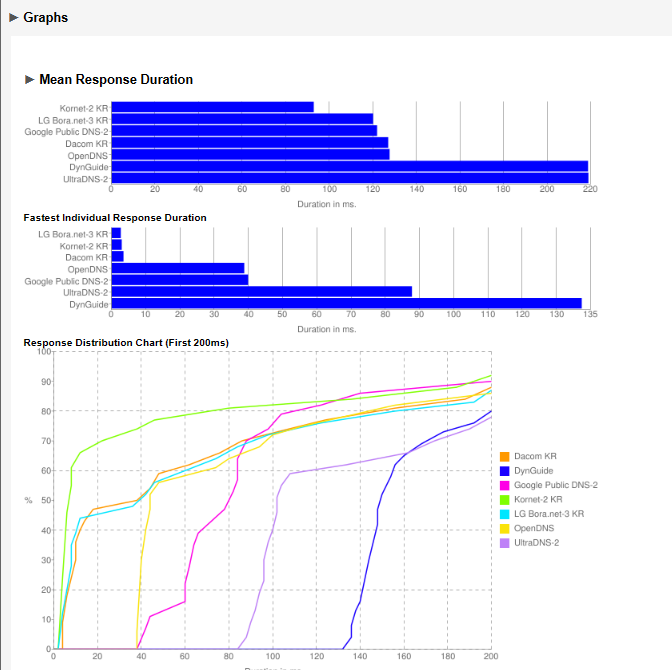 Graphs
Mean Response Duration
Kornet-2 KR
LG Bora.net-3 KR
Google Public DNS-2
Dacom KR
OpenDNS
DynGuide
UltraDNS-2
0 20 40 60 80 100 120 140 160 180 200 220
Duration in ms.
Fastest Individual Response Duration
LG Bora.net-3 KR
Kornet-2 KR
Dacom KR
OpenDNS
Google Public DNS-2
UltraDNS-2
DynGuide
0 10 20 30 40 50 60 70 80 90 100 110 120 130 135
Duration in ms.
Response Distribution Chart (First 200ms)
100
90
80
70
60
50
40
30
20
10
0
%
Dacom KR
DynGuide
Google Public DNS-2
Kornet-2 KR
LG Bora.net-3 KR
OpenDNS
UltraDNS-2
0 20 40 60 80 100 120 140 160 180 200
Duration in ms